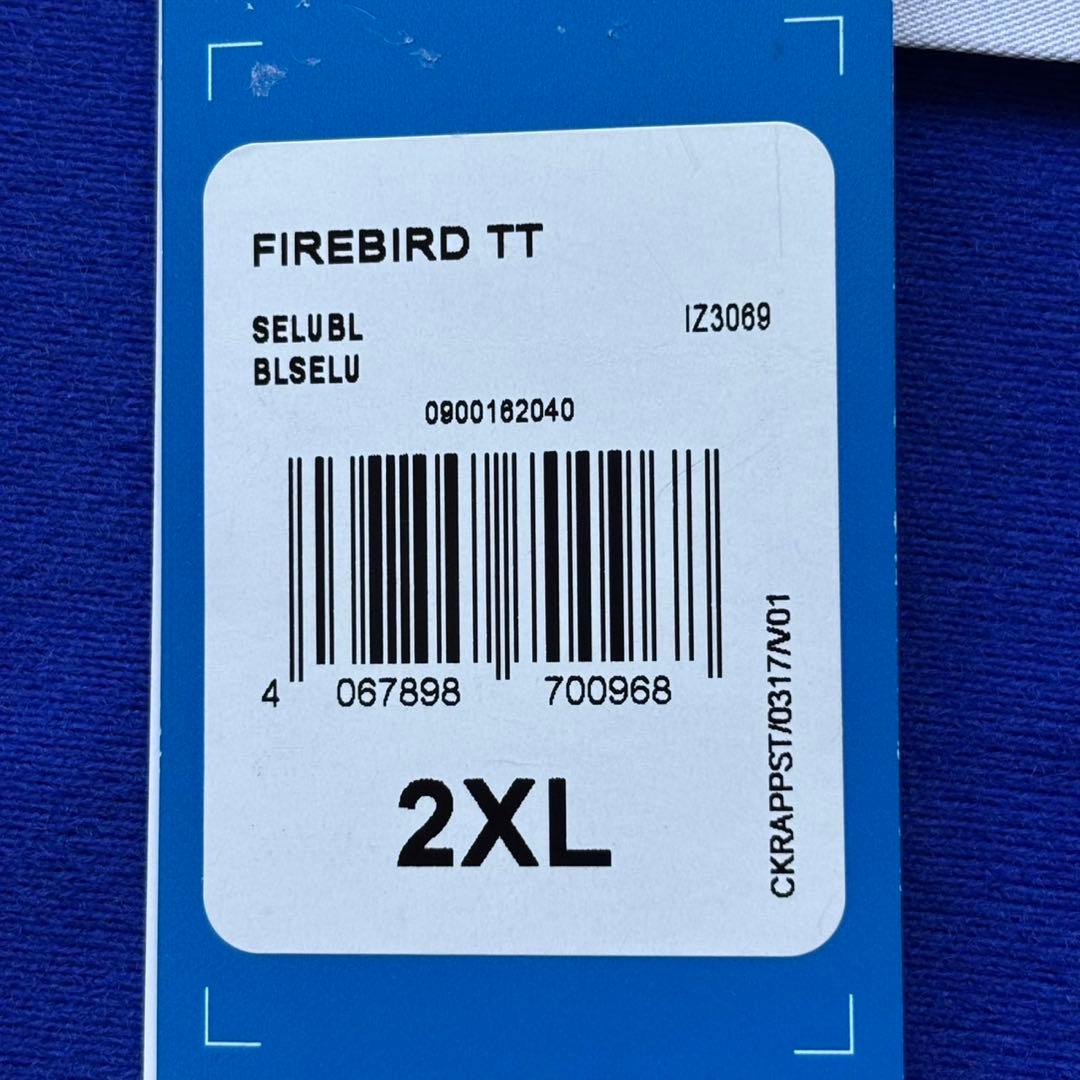 FIREBIRD TT
SELUBL
IZ3069
BLSELU
0900162040
4 067898 700968
2XL
CKRAPPST/0317/V01